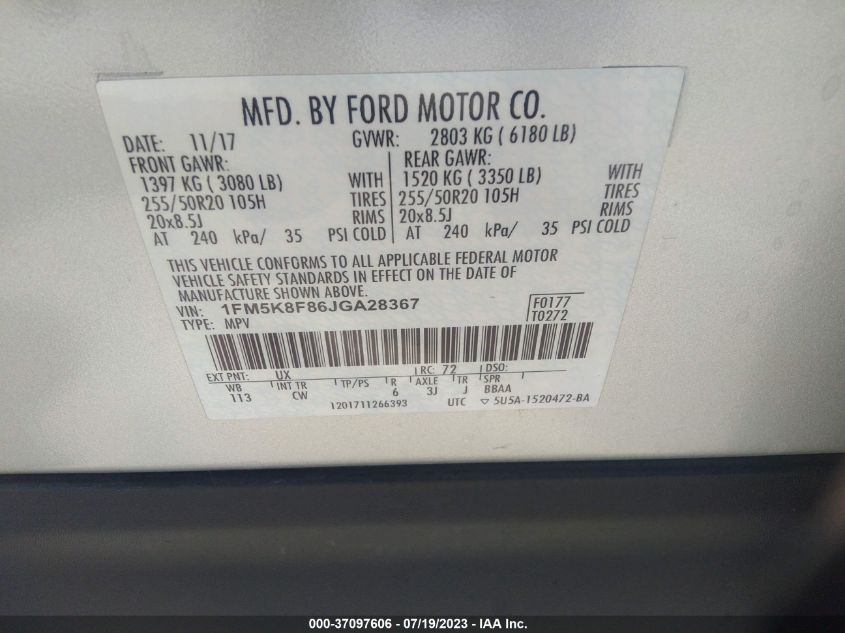 MFD. BY FORD MOTOR CO.
DATE: 11/17 GVWR: 2803 KG ( 6180 LB)
FRONT GAWR: REAR GAWR:
1397 KG ( 3080 LB) WITH 1520 KG ( 3350 LB) WITH
255/50R20 105H TIRES 255/50R20 105H TIRES
20x8.5J RIMS 20x8.5J RIMS
AT 240 kPa/ 35 PSI COLD AT 240 kPa/ 35 PSI COLD
THIS VEHICLE CONFORMS TO ALL APPLICABLE FEDERAL MOTOR
VEHICLE SAFETY STANDARDS IN EFFECT ON THE DATE OF
MANUFACTURE SHOWN ABOVE.
VIN: 1FM5K8F86JGA28367 F0177
TYPE: MPV T0272
EXT PNT: UX RC: 72 DSO:
WB INT TR TP/PS R AXLE TR SPR
113 CW 6 3J J BBAA
1201711266393 UTC ▽ 5U5A-1520472-BA
000-37097606 - 07/19/2023 - IAA Inc.